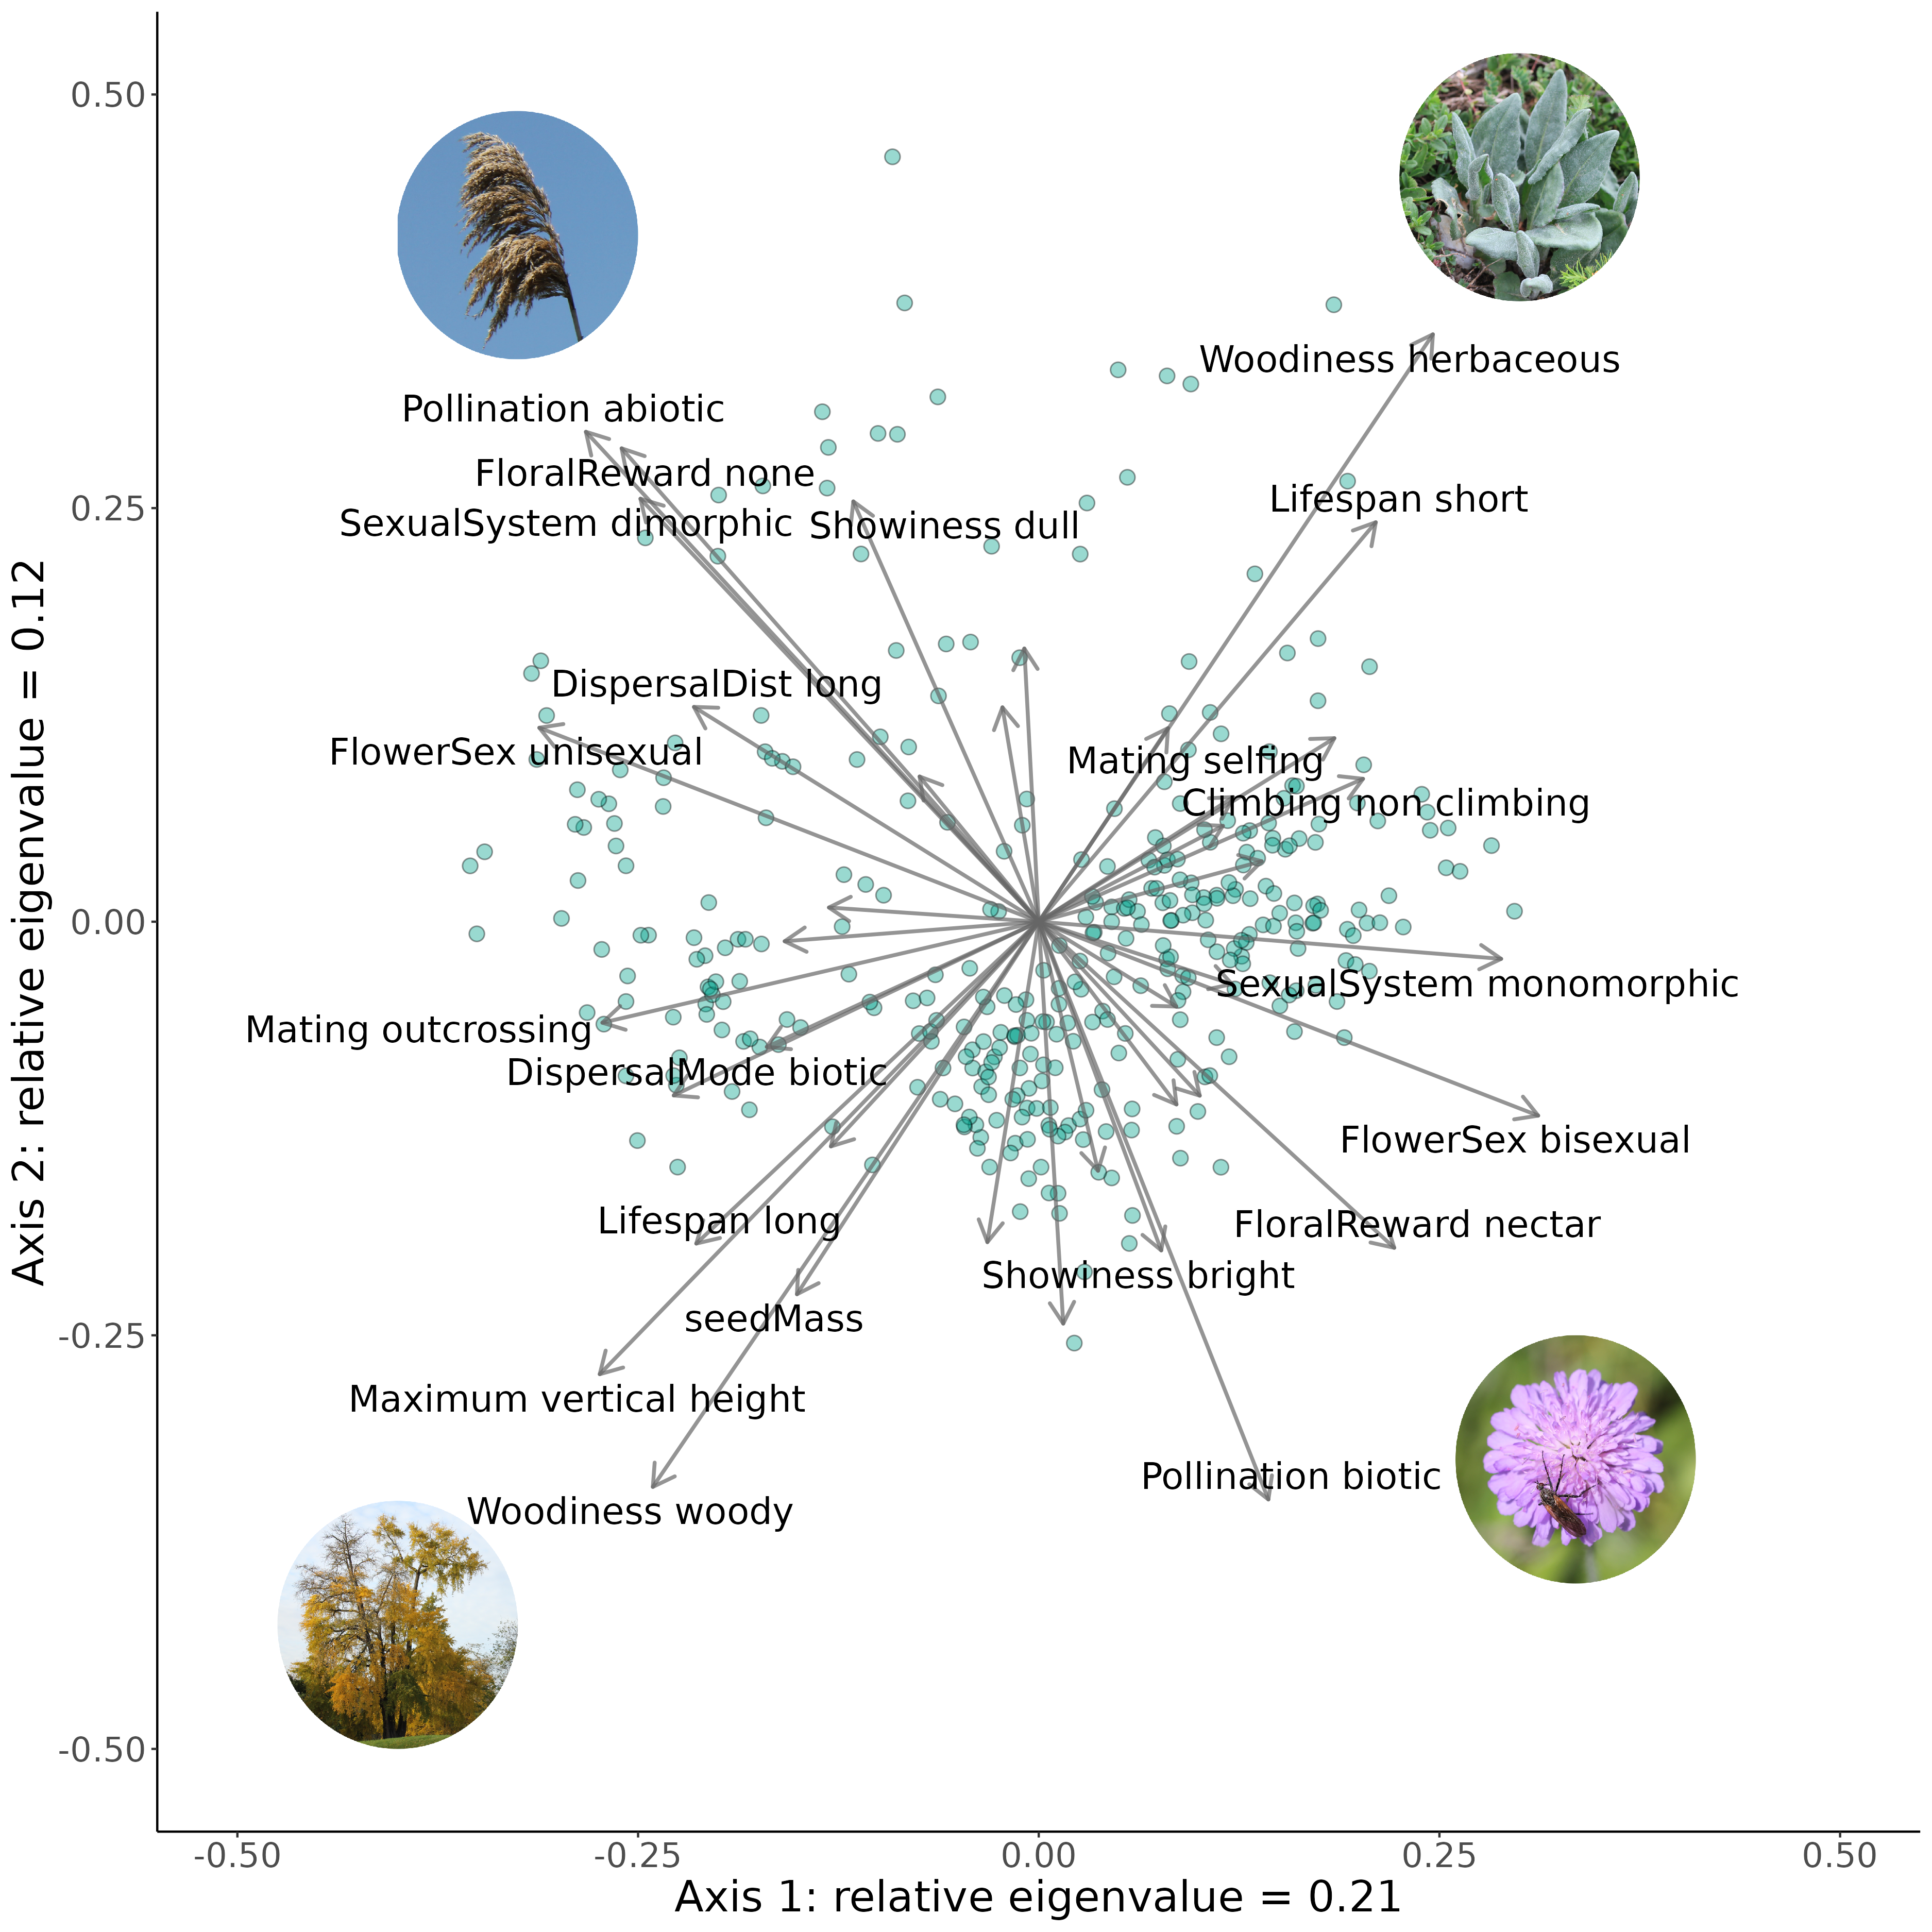 0.50
Woodiness herbaceous
Pollination abiotic
FloralReward none
Lifespan short
0.25
SexualSystem dimorphic
Showiness dull
DispersalDist long
FlowerSex unisexual
Mating selfing
Climbing non climbing
0.00
SexualSystem monomorphic
Mating outcrossing
DispersalMode biotic
FlowerSex bisexual
Lifespan long
FloralReward nectar
Showiness bright
seedMass
-0.25
Maximum vertical height
Pollination biotic
Woodiness woody
-0.50
Axis 2: relative eigenvalue = 0.12
-0.50
-0.25
0.00
0.25
0.50
Axis 1: relative eigenvalue = 0.21